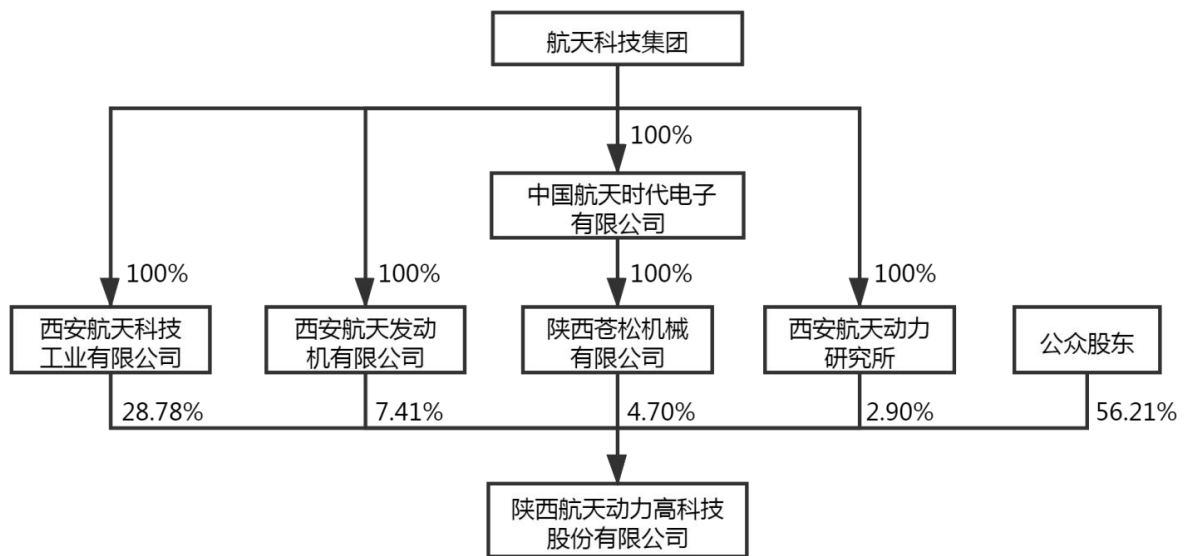 航天科技集团
100%
中国航天时代电子
有限公司
100%
100%
100%
100%
西安航天科技
工业有限公司
西安航天发动
机有限公司
陕西苍松机械
有限公司
西安航天动力
研究所
公众股东
28.78%
7.41%
4.70%
2.90%
56.21%
陕西航天动力高科技
股份有限公司